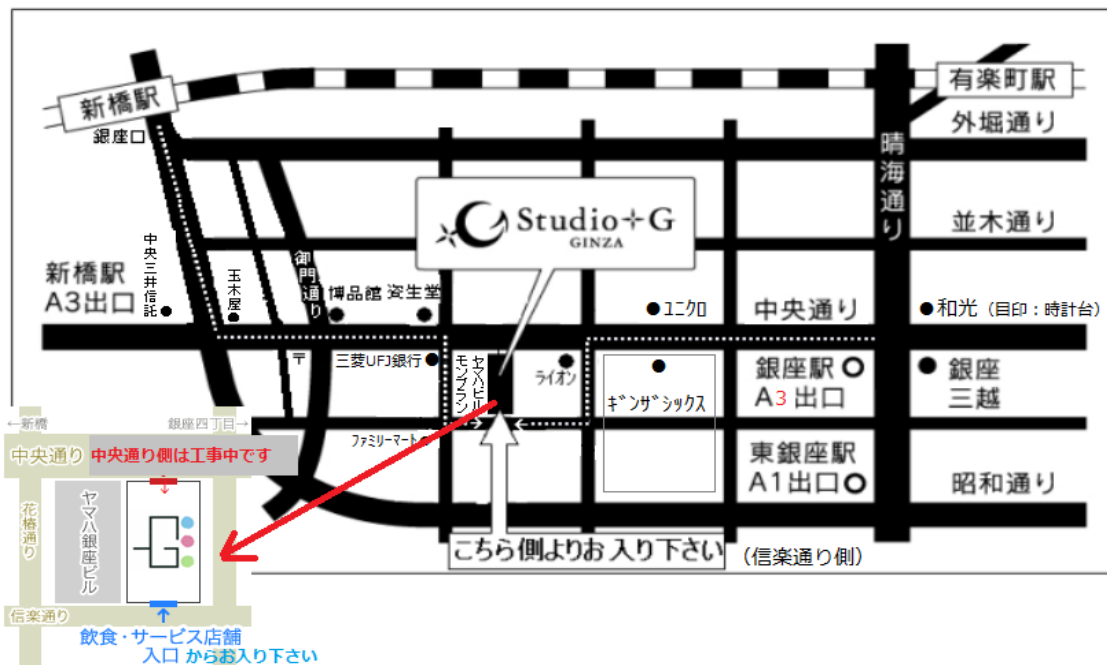 新橋駅
銀座口
有楽町駅
外堀通り
晴海通り
並木通り
Studio+G
GINZA
新橋駅
A3出口
中央三井信託
玉木屋
御門通り
博品館
資生堂
ユニクロ
中央通り
和光（目印：時計台）
〒
三菱UFJ銀行
ヤマハビル
モンブラン
ライオン
ギンザシックス
銀座駅
A3 出口
銀座
三越
ファミリーマート
東銀座駅
A1出口
昭和通り
こちら側よりお入り下さい
（信楽通り側）
←新橋
銀座四丁目→
中央通り
中央通り側は工事中です
花椿通り
ヤマハ銀座ビル
G
信楽通り
飲食・サービス店舗
入口 からお入り下さい